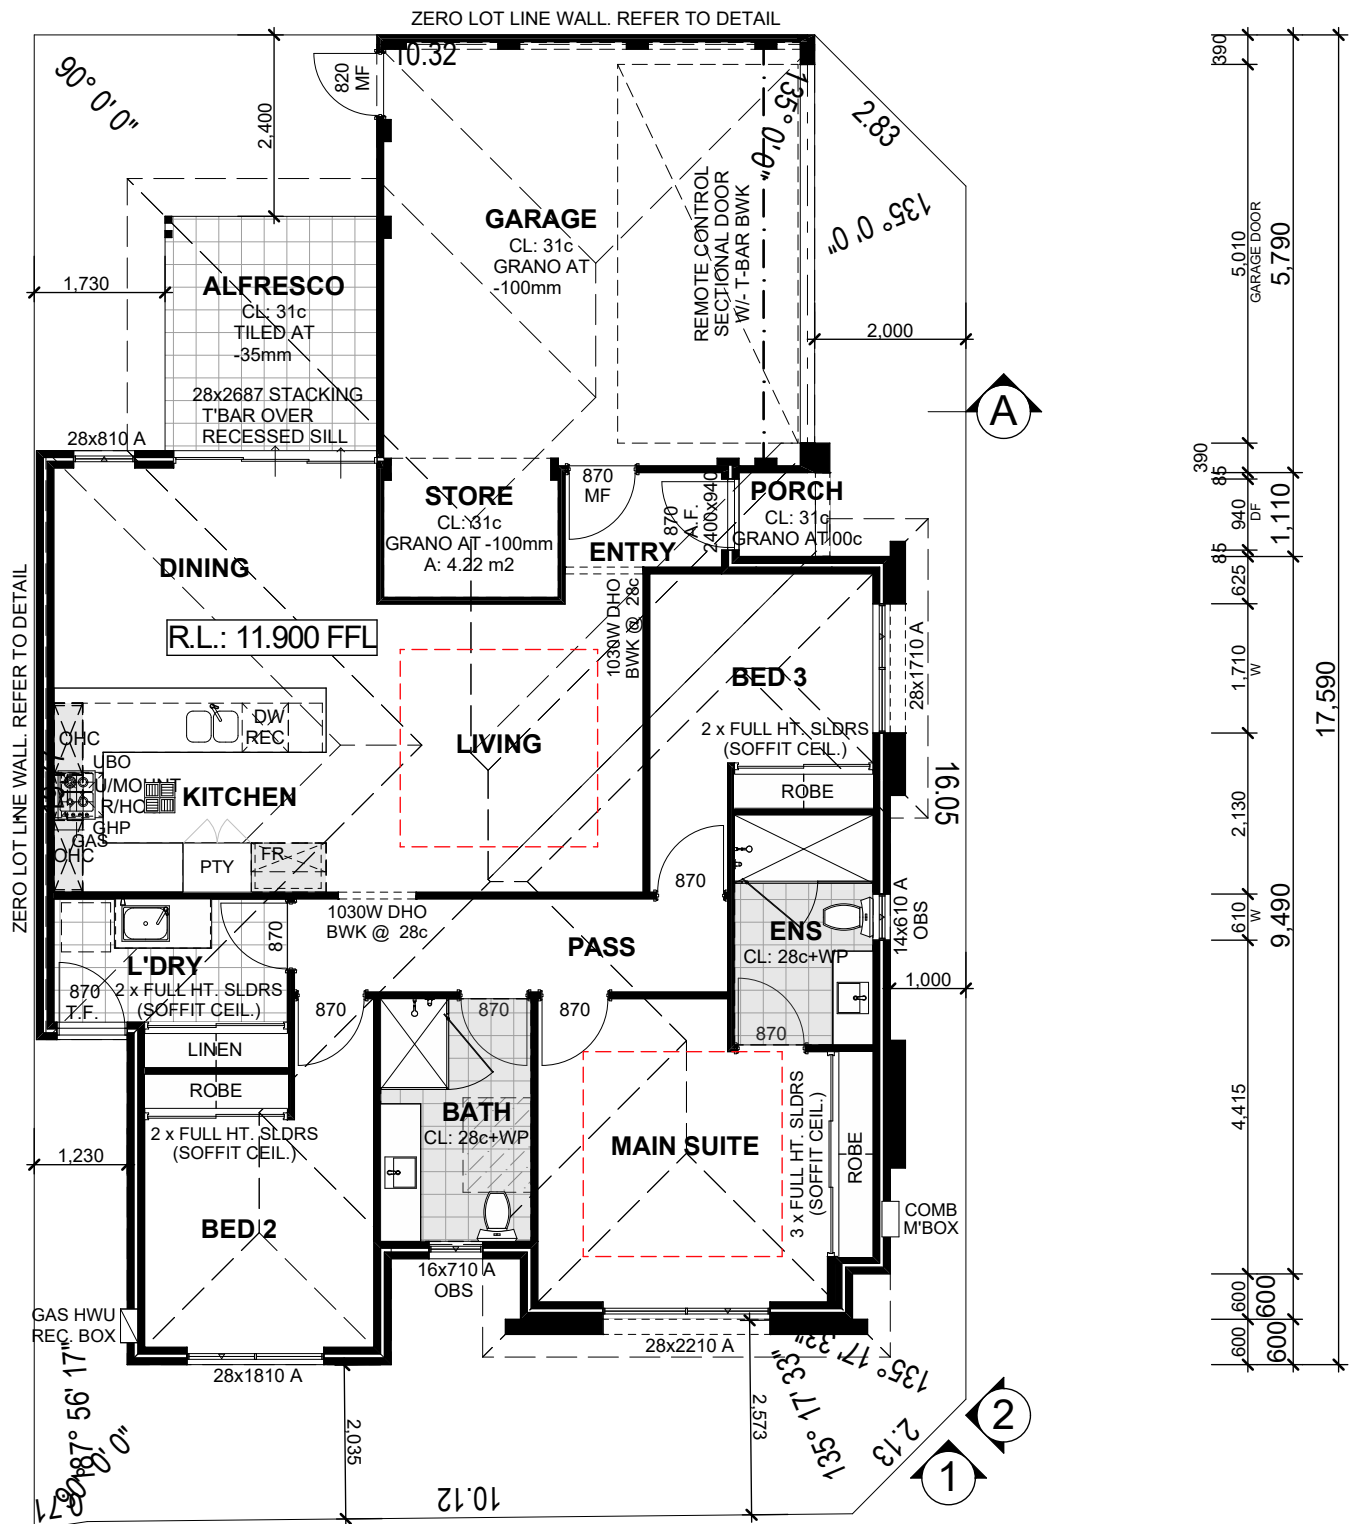 ZERO LOT LINE WALL. REFER TO DETAIL
10.32
90° 0' 0"
820
MF
2,400
135° 0' 0"
2.83
135° 0' 0"
390
GARAGE
CL: 31c
GRANO AT
-100mm
REMOTE CONTROL
SECTIONAL DOOR
W/- T-BAR BWK
5,010
GARAGE DOOR
5,790
1,730
ALFRESCO
CL: 31c
TILED AT
-35mm
2,000
A
28x2687 STACKING
T'BAR OVER
RECESSED SILL
28x810 A
390
85
940
DF
85
1,110
STORE
CL: 31c
GRANO AT -100mm
A: 4.22 m2
870
MF
870
A.F.
2400x940
PORCH
CL: 31c
GRANO AT 00c
ENTRY
DINING
625
ZERO LOT LINE WALL. REFER TO DETAIL
R.L.: 11.900 FFL
1030W DHO
BWK @ 28c
BED 3
28x1710 A
1,710
W
17,590
2 x FULL HT. SLDRS
(SOFFIT CEIL.)
DW
REC
LIVING
OHC
UBO
U/MOUNT
R/HO
GHP
GAS
OHC
KITCHEN
ROBE
16.05
2,130
PTY
FR
870
1030W DHO
BWK @ 28c
14x610 A
OBS
610
W
9,490
ENS
CL: 28c+WP
PASS
870
L'DRY
2 x FULL HT. SLDRS
(SOFFIT CEIL.)
870
T.F.
1,000
870
870
870
870
LINEN
ROBE
2 x FULL HT. SLDRS
(SOFFIT CEIL.)
BATH
CL: 28c+WP
MAIN SUITE
3 x FULL HT. SLDRS
(SOFFIT CEIL.)
ROBE
4,415
1,230
BED 2
COMB
M'BOX
16x710 A
OBS
GAS HWU
REC. BOX
600
600
600
600
28x1810 A
28x2210 A
135° 17' 33"
135° 17' 33"
187° 56' 17"
90° 0' 0"
2,035
2,573
2.13
2
1
10.12